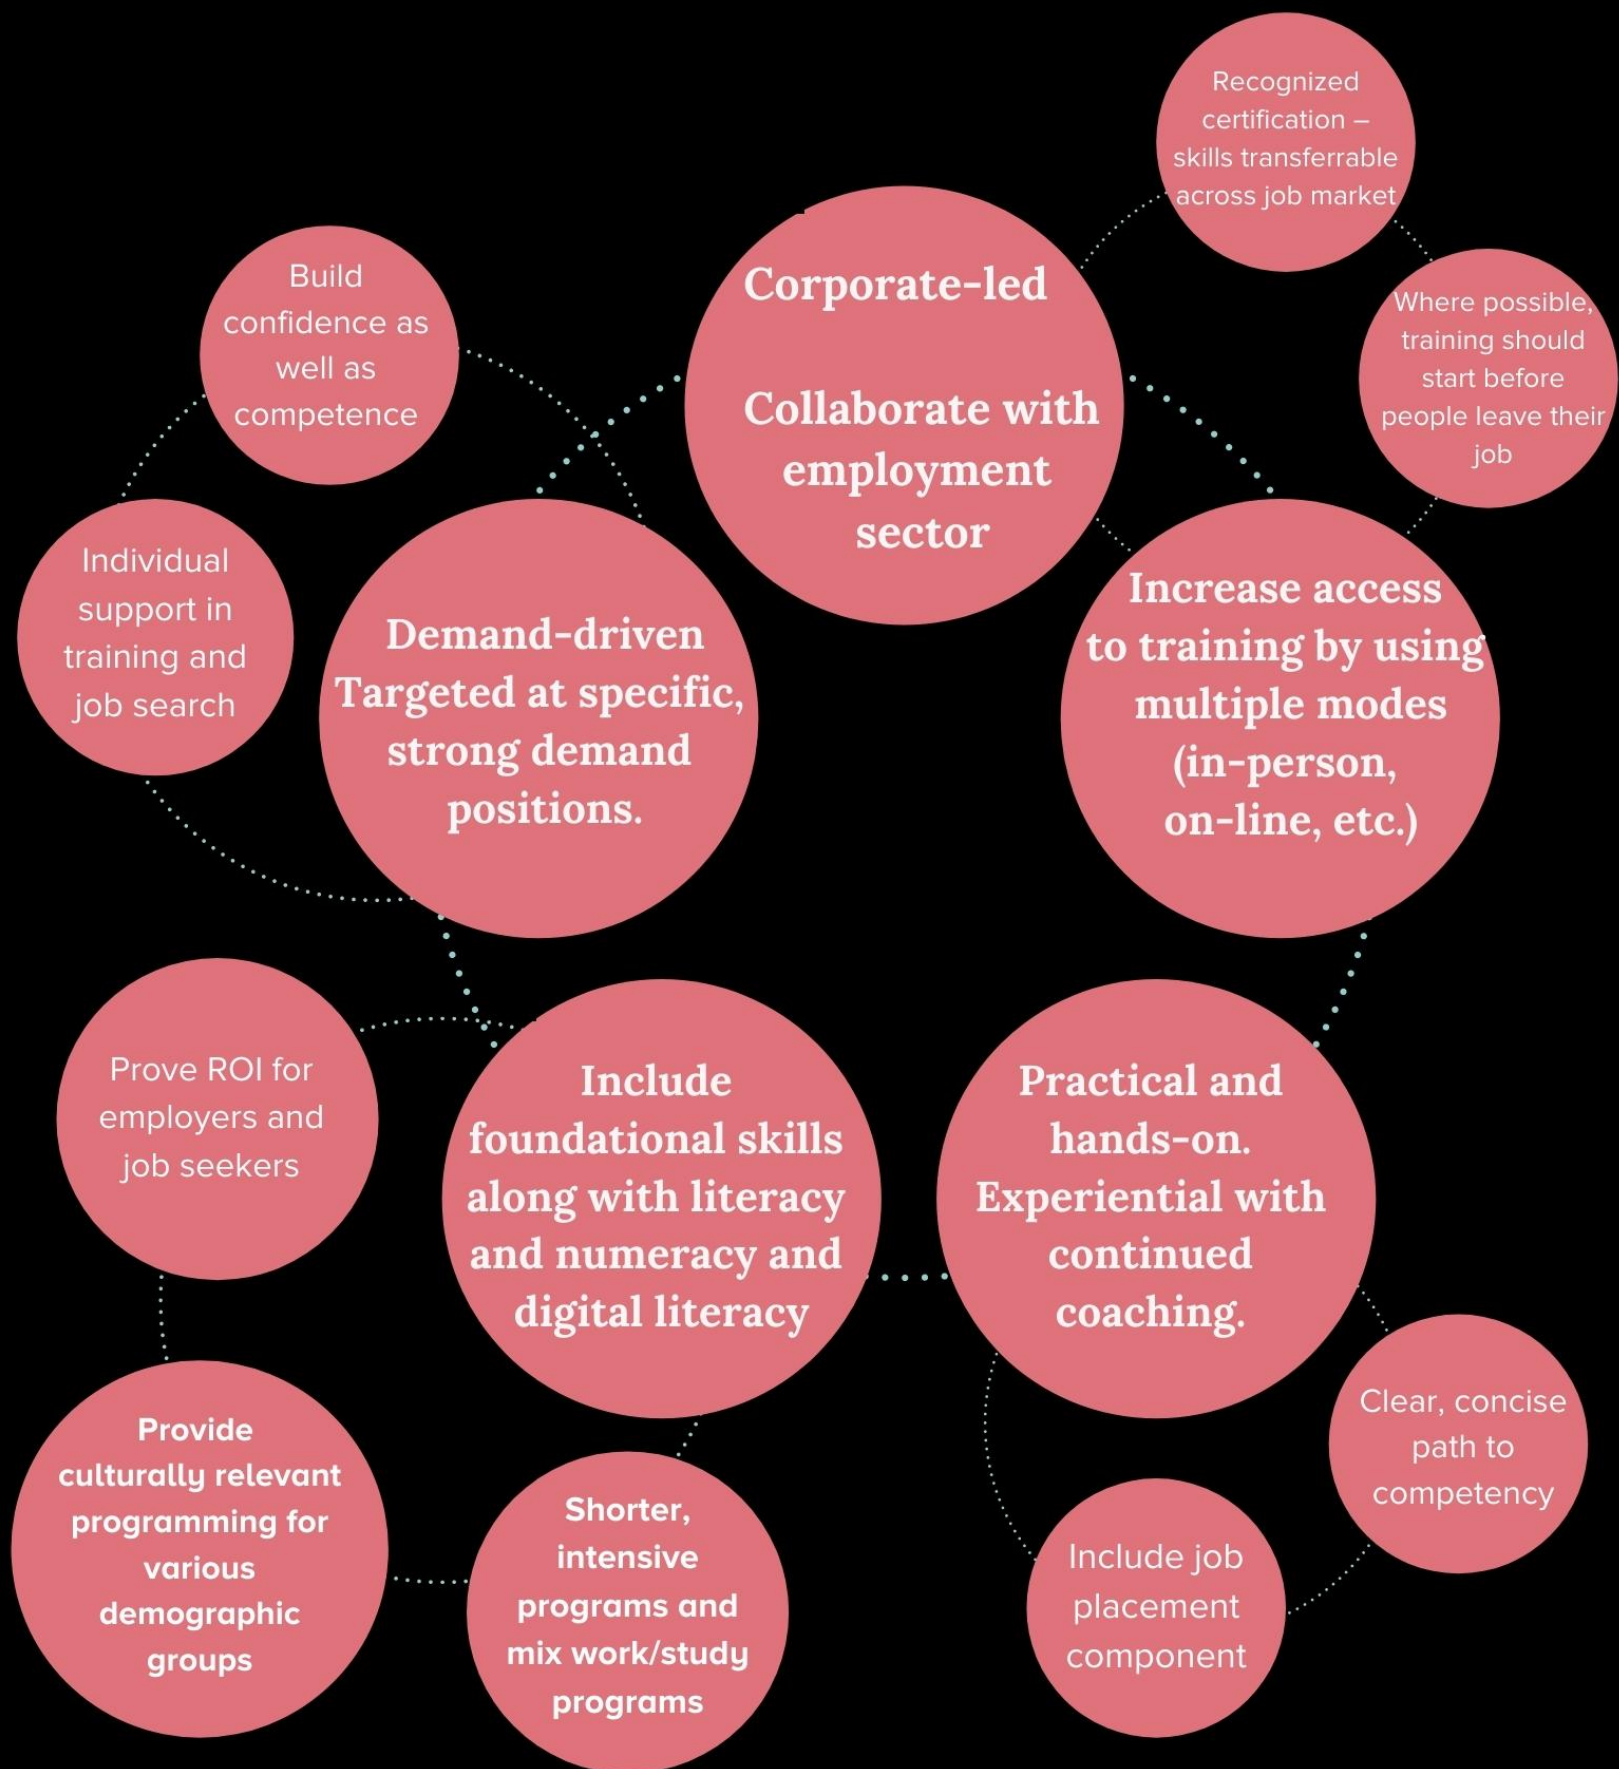 Recognized
certification –
skills transferrable
across job market
Where possible,
training should
start before
people leave their
job
Corporate-led
Collaborate with
employment
sector
Build
confidence as
well as
competence
Individual
support in
training and
job search
Demand-driven
Targeted at specific,
strong demand
positions.
Increase access
to training by using
multiple modes
(in-person,
on-line, etc.)
Prove ROI for
employers and
job seekers
Include
foundational skills
along with literacy
and numeracy and
digital literacy
Practical and
hands-on.
Experiential with
continued
coaching.
Provide
culturally relevant
programming for
various
demographic
groups
Shorter,
intensive
programs and
mix work/study
programs
Include job
placement
component
Clear, concise
path to
competency